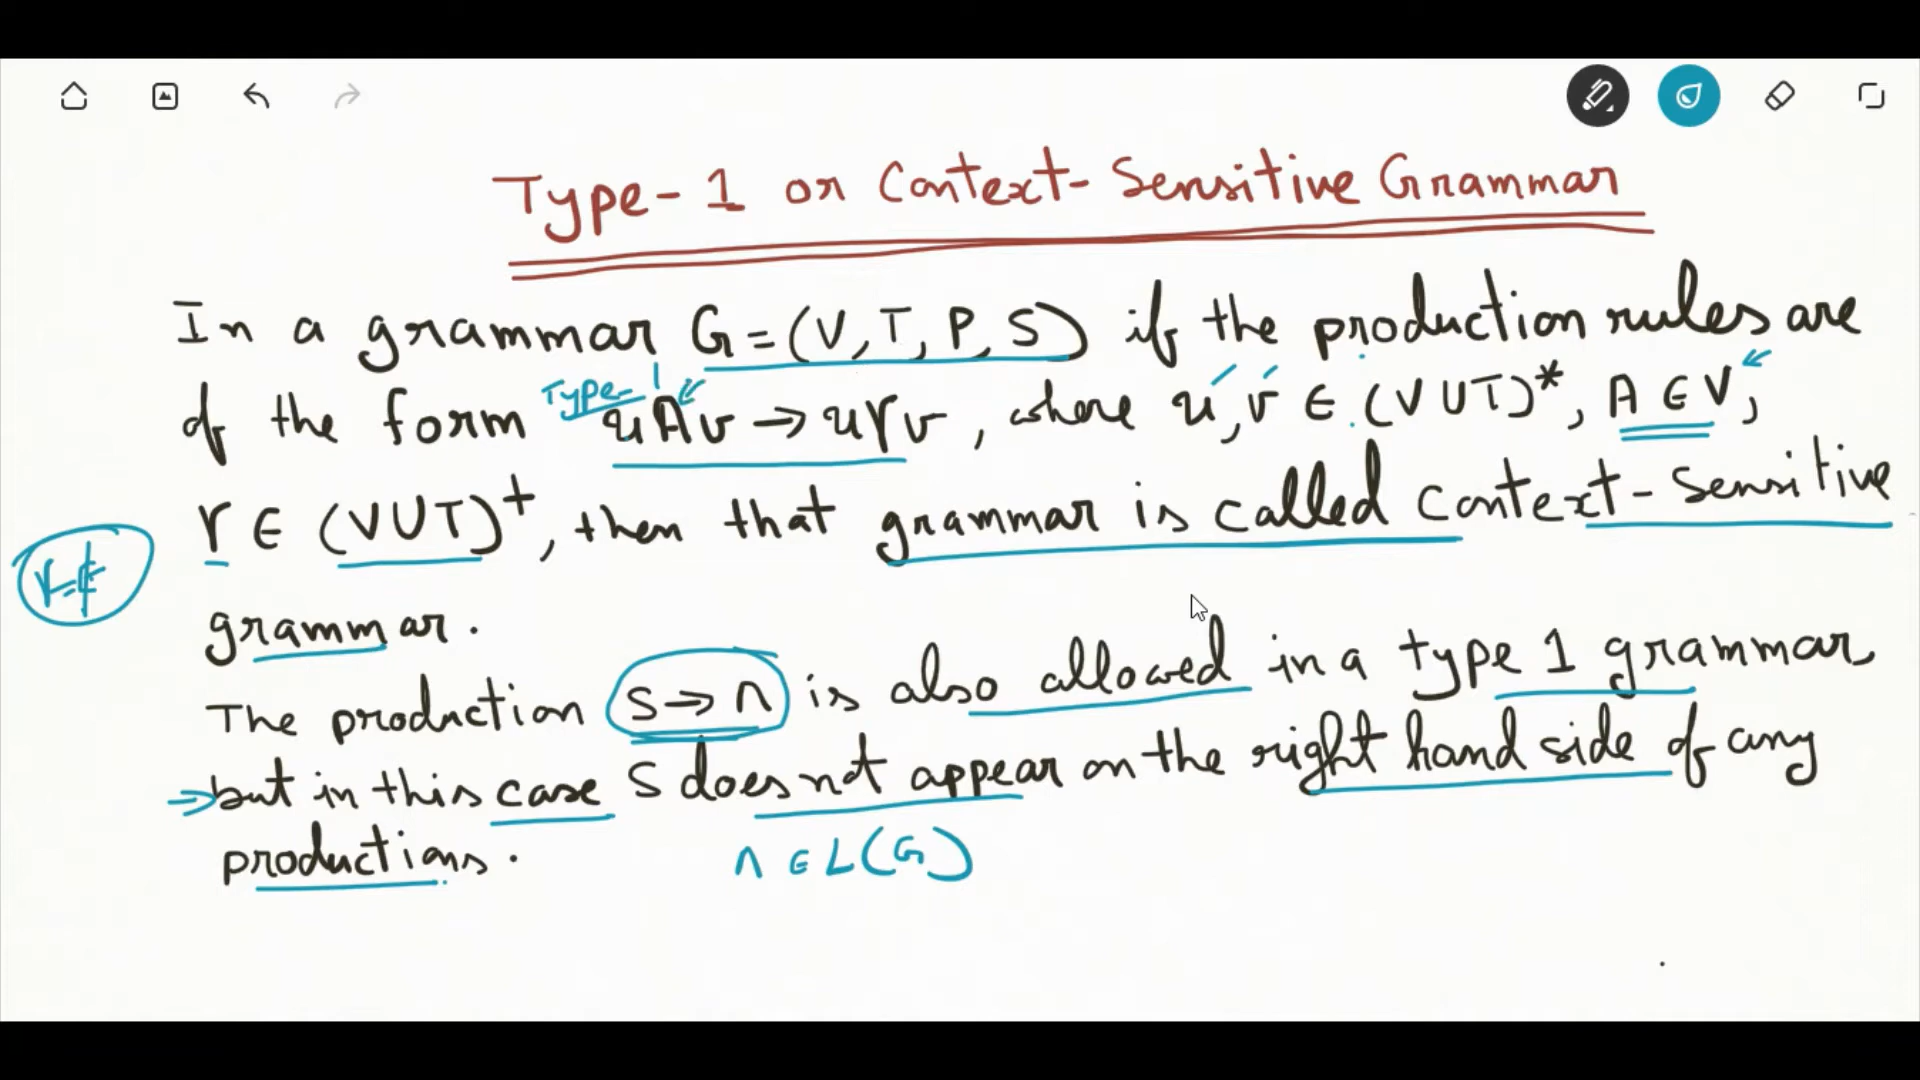 Type-1 or Context-Sensitive Grammar
In a grammar G=(V,T,P,S) if the production rules are
Type-1
of the form uAv → uγv, where u,v ∈ (VUT)*, A ∈ V,
γ ∈ (VUT)+, then that grammar is called Context-Sensitive
grammar.
The production S→Λ is also allowed in a type 1 grammar
→ but in this case S does not appear on the right hand side of any
productions.
Λ ∈ L(G)